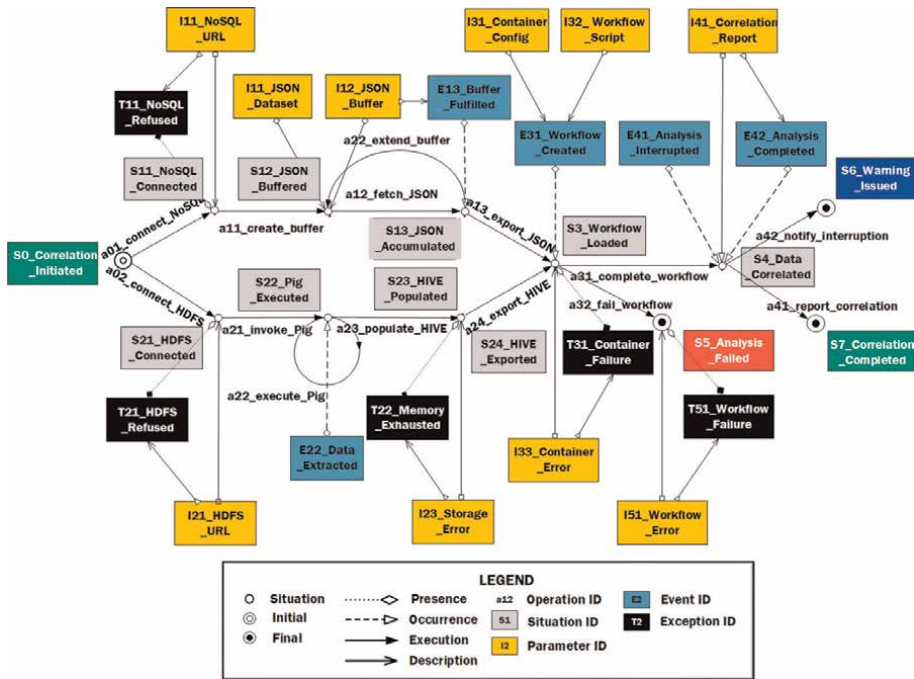 I11_NoSQL
_URL
I31_Container
_Config
I32_Workflow
_Script
I41_Correlation
_Report
T11_NoSQL
_Refused
I11_JSON
_Dataset
I12_JSON
_Buffer
E13_Buffer
_Fulfilled
a22_extend_buffer
E31_Workflow
_Created
E41_Analysis
_Interrupted
E42_Analysis
_Completed
S11_NoSQL
_Connected
S12_JSON
_Buffered
S6_Warning
_Issued
a12_fetch_JSON
a01_connect_NoSQL
a11_create_buffer
S13_JSON
_Accumulated
a13_export_JSON
S3_Workflow
_Loaded
a42_notify_interruption
S0_Correlation
_Initiated
S4_Data
_Correlated
a02_connect_HDFS
S22_Pig
_Executed
S23_HIVE
_Populated
a31_complete_workflow
a32_fail_workflow
a41_report_correlation
a24_export_HIVE
a21_invoke_Pig
a23_populate_HIVE
S21_HDFS
_Connected
S24_HIVE
_Exported
T31_Container
_Failure
S5_Analysis
_Failed
S7_Correlation
_Completed
a22_execute_Pig
T21_HDFS
_Refused
T22_Memory
_Exhausted
T51_Workflow
_Failure
E22_Data
_Extracted
I33_Container
_Error
I21_HDFS
_URL
I23_Storage
_Error
I51_Workflow
_Error
LEGEND
Situation
Presence
a12 Operation ID
E2 Event ID
Initial
Occurrence
S1 Situation ID
T2 Exception ID
Final
Execution
I2 Parameter ID
Description